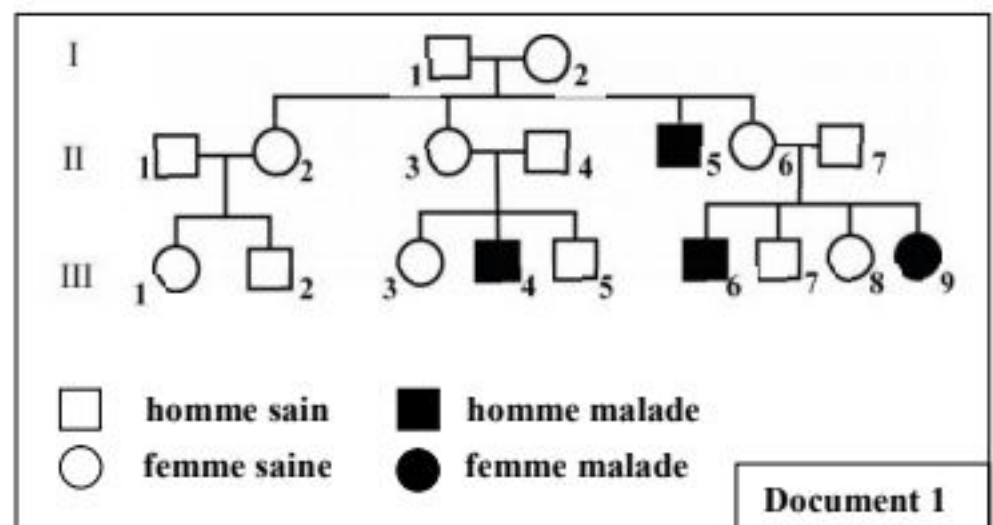 I
1 2
II
1 2 3 4 5 6 7
III
1 2 3 4 5 6 7 8 9
homme sain homme malade
femme saine femme malade
Document 1